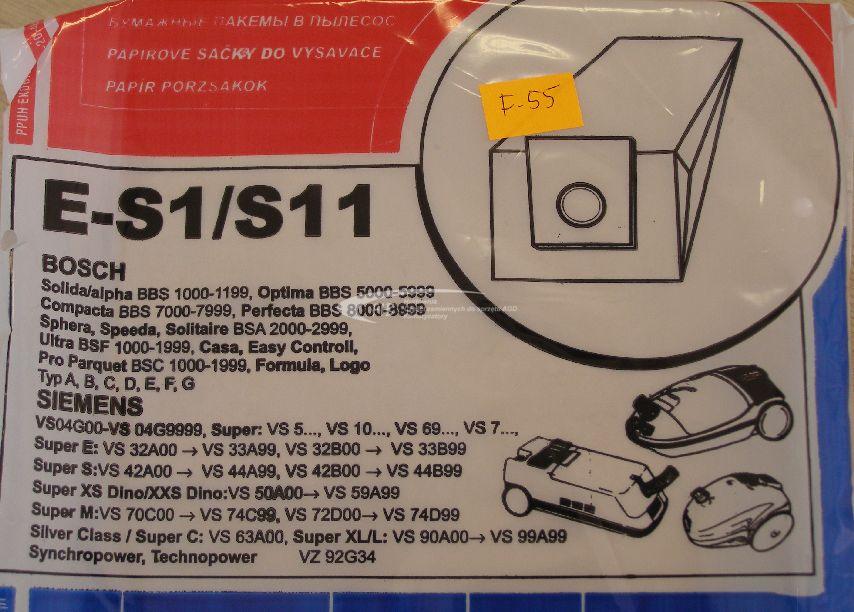 БУМАЖНЫЕ ПАКЕМЫ В ПЫЛЕСОС
PAPIROVE SAČKY DO VYSAVACE
PAPÍR PORZSAKOK
F-55
E-S1/S11
BOSCH
Solida/alpha BBS 1000-1199, Optima BBS 5000-5999
Compacta BBS 7000-7999, Perfecta BBS 8000-8999
Sphera, Speeda, Solitaire BSA 2000-2999,
Ultra BSF 1000-1999, Casa, Easy Controll,
Pro Parquet BSC 1000-1999, Formula, Logo
Typ A, B, C, D, E, F, G
SIEMENS
VS04G00-VS 04G9999, Super: VS 5..., VS 10..., VS 69..., VS 7...,
Super E: VS 32A00 → VS 33A99, VS 32B00 → VS 33B99
Super S:VS 42A00 → VS 44A99, VS 42B00 → VS 44B99
Super XS Dino/XXS Dino:VS 50A00→ VS 59A99
Super M:VS 70C00 → VS 74C99, VS 72D00→ VS 74D99
Silver Class / Super C: VS 63A00, Super XL/L: VS 90A00→ VS 99A99
Synchropower, Technopower VZ 92G34